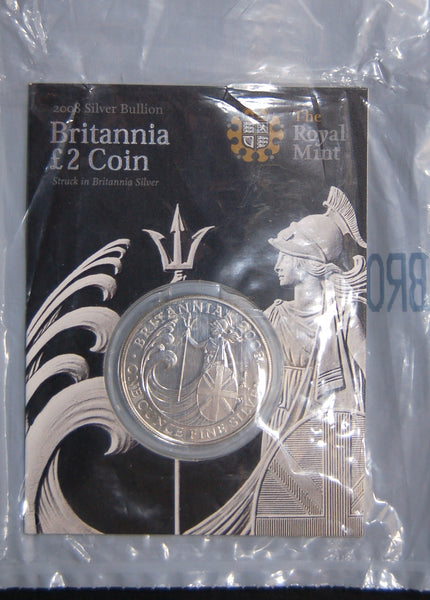 2008 Silver Bullion
Britannia
£2 Coin
Struck in Britannia Silver
The
Royal
Mint
BRITANNIA 2008
ONE OUNCE FINE SILVER
BRO